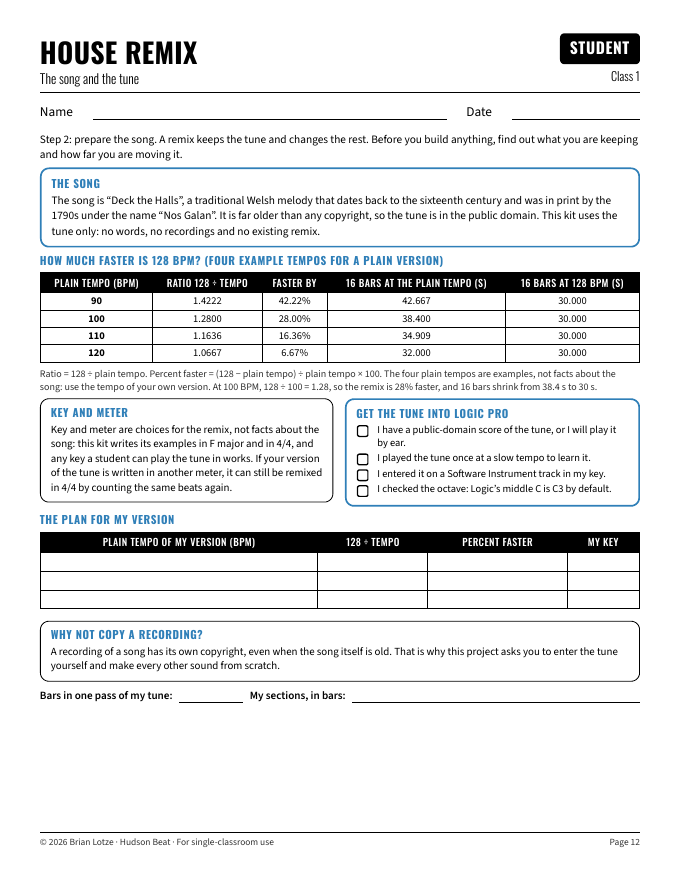 HOUSE REMIX
STUDENT
The song and the tune
Class 1
Name
Date
Step 2: prepare the song. A remix keeps the tune and changes the rest. Before you build anything, find out what you are keeping
and how far you are moving it.
THE SONG
The song is “Deck the Halls”, a traditional Welsh melody that dates back to the sixteenth century and was in print by the
1790s under the name “Nos Galan”. It is far older than any copyright, so the tune is in the public domain. This kit uses the
tune only: no words, no recordings and no existing remix.
HOW MUCH FASTER IS 128 BPM? (FOUR EXAMPLE TEMPOS FOR A PLAIN VERSION)
PLAIN TEMPO (BPM) RATIO 128 ÷ TEMPO FASTER BY 16 BARS AT THE PLAIN TEMPO (S) 16 BARS AT 128 BPM (S)
90 1.4222 42.22% 42.667 30.000
100 1.2800 28.00% 38.400 30.000
110 1.1636 16.36% 34.909 30.000
120 1.0667 6.67% 32.000 30.000
Ratio = 128 ÷ plain tempo. Percent faster = (128 − plain tempo) ÷ plain tempo × 100. The four plain tempos are examples, not facts about the
song: use the tempo of your own version. At 100 BPM, 128 ÷ 100 = 1.28, so the remix is 28% faster, and 16 bars shrink from 38.4 s to 30 s.
KEY AND METER
Key and meter are choices for the remix, not facts about the
song: this kit writes its examples in F major and in 4/4, and
any key a student can play the tune in works. If your version
of the tune is written in another meter, it can still be remixed
in 4/4 by counting the same beats again.
GET THE TUNE INTO LOGIC PRO
I have a public-domain score of the tune, or I will play it
by ear.
I played the tune once at a slow tempo to learn it.
I entered it on a Software Instrument track in my key.
I checked the octave: Logic’s middle C is C3 by default.
THE PLAN FOR MY VERSION
PLAIN TEMPO OF MY VERSION (BPM) 128 ÷ TEMPO PERCENT FASTER MY KEY
WHY NOT COPY A RECORDING?
A recording of a song has its own copyright, even when the song itself is old. That is why this project asks you to enter the tune
yourself and make every other sound from scratch.
Bars in one pass of my tune: My sections, in bars:
© 2026 Brian Lotze · Hudson Beat · For single-classroom use
Page 12